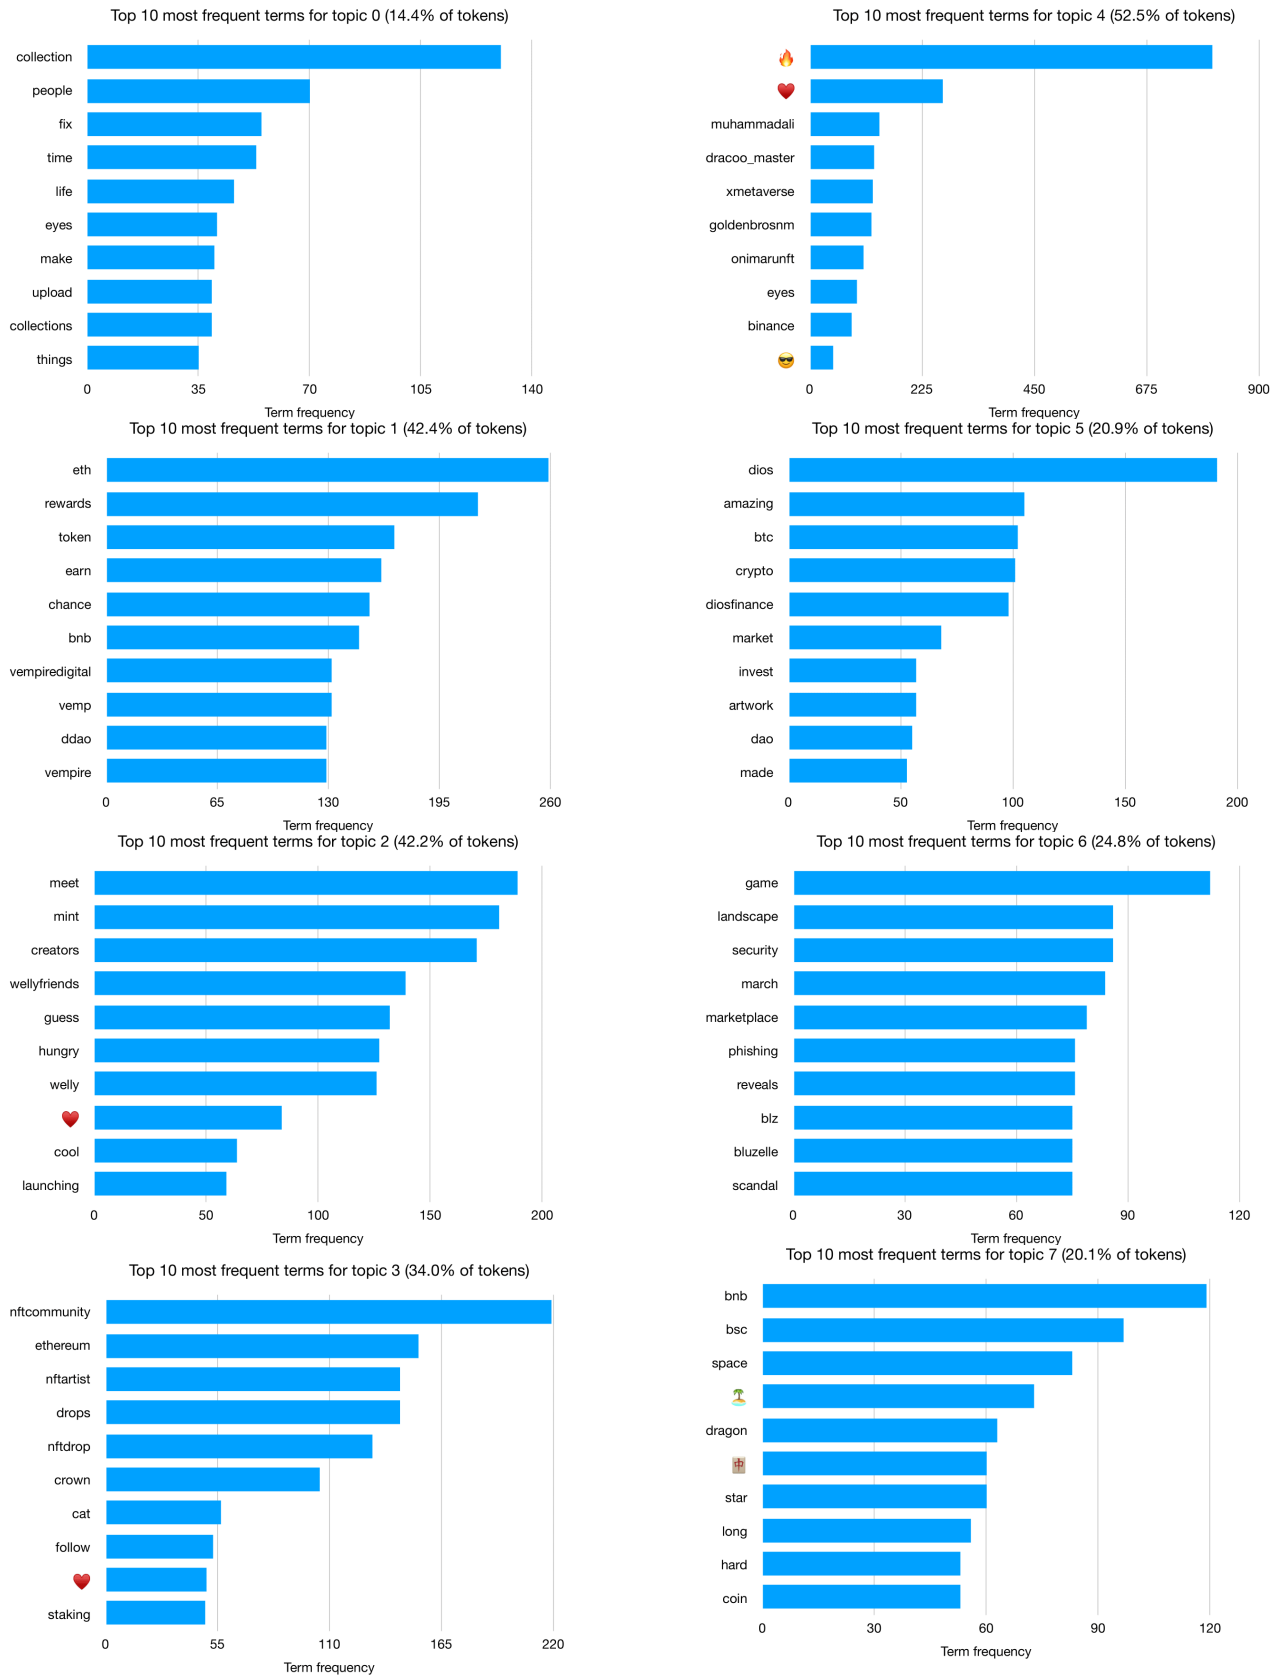 Top 10 most frequent terms for topic 0 (14.4% of tokens)
collection
people
fix
time
life
eyes
make
upload
collections
things
0 35 70 105 140
Term frequency
Top 10 most frequent terms for topic 4 (52.5% of tokens)
🔥
♥️
muhammadali
dracoo_master
xmetaverse
goldenbrosnm
onimarunft
eyes
binance
😎
0 225 450 675 900
Term frequency
Top 10 most frequent terms for topic 1 (42.4% of tokens)
eth
rewards
token
earn
chance
bnb
vempiredigital
vemp
ddao
vempire
0 65 130 195 260
Term frequency
Top 10 most frequent terms for topic 5 (20.9% of tokens)
dios
amazing
btc
crypto
diosfinance
market
invest
artwork
dao
made
0 50 100 150 200
Term frequency
Top 10 most frequent terms for topic 2 (42.2% of tokens)
meet
mint
creators
wellyfriends
guess
hungry
welly
♥️
cool
launching
0 50 100 150 200
Term frequency
Top 10 most frequent terms for topic 6 (24.8% of tokens)
game
landscape
security
march
marketplace
phishing
reveals
blz
bluzelle
scandal
0 30 60 90 120
Term frequency
Top 10 most frequent terms for topic 3 (34.0% of tokens)
nftcommunity
ethereum
nftartist
drops
nftdrop
crown
cat
follow
♥️
staking
0 55 110 165 220
Term frequency
Top 10 most frequent terms for topic 7 (20.1% of tokens)
bnb
bsc
space
🏝
dragon
🀄
star
long
hard
coin
0 30 60 90 120
Term frequency